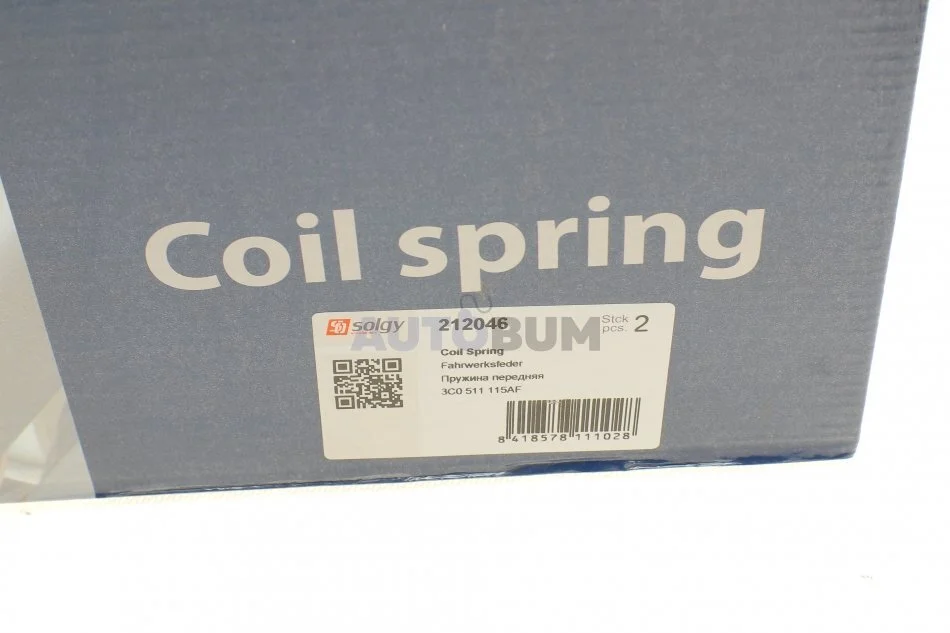 Coil spring
solgy
212046
Stck
pcs. 2
AUTOBUM
Coil Spring
Fahrwerksfeder
Пружина передняя
3C0 511 115AF
8 418578 111028